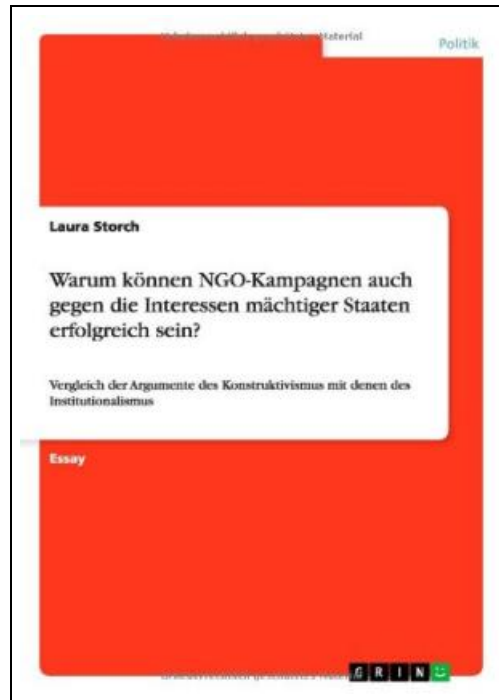 Material
Politik
Laura Storch
Warum können NGO-Kampagnen auch
gegen die Interessen mächtiger Staaten
erfolgreich sein?
Vergleich der Argumente des Konstruktivismus mit denen des
Institutionalismus
Essay
GRIN